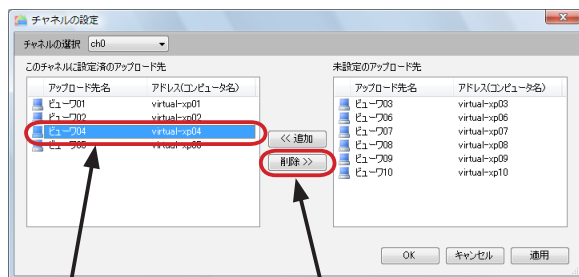 チャネルの設定
チャネルの選択 ch0
このチャネルに設定済のアップロード先
アップロード先名 アドレス(コンピュータ名)
ビューワ01 virtual-xp01
ビューワ02 virtual-xp02
ビューワ04 virtual-xp04
ビューワ05 virtual-xp05
<< 追加
削除 >>
未設定のアップロード先
アップロード先名 アドレス(コンピュータ名)
ビューワ03 virtual-xp03
ビューワ06 virtual-xp06
ビューワ07 virtual-xp07
ビューワ08 virtual-xp08
ビューワ09 virtual-xp09
ビューワ10 virtual-xp10
OK キャンセル 適用